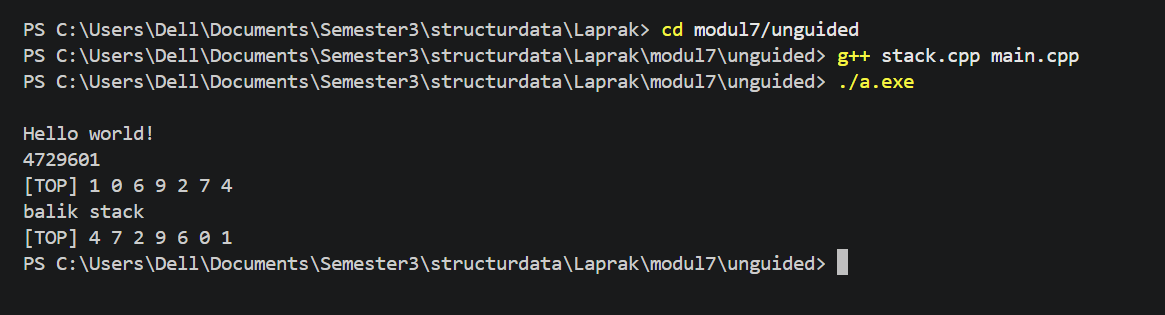 PS C:\Users\Dell\Documents\Semester3\structurdata\Laprak> cd modul7/unguided
PS C:\Users\Dell\Documents\Semester3\structurdata\Laprak\modul7\unguided> g++ stack.cpp main.cpp
PS C:\Users\Dell\Documents\Semester3\structurdata\Laprak\modul7\unguided> ./a.exe
Hello world!
4729601
[TOP] 1 0 6 9 2 7 4
balik stack
[TOP] 4 7 2 9 6 0 1
PS C:\Users\Dell\Documents\Semester3\structurdata\Laprak\modul7\unguided>